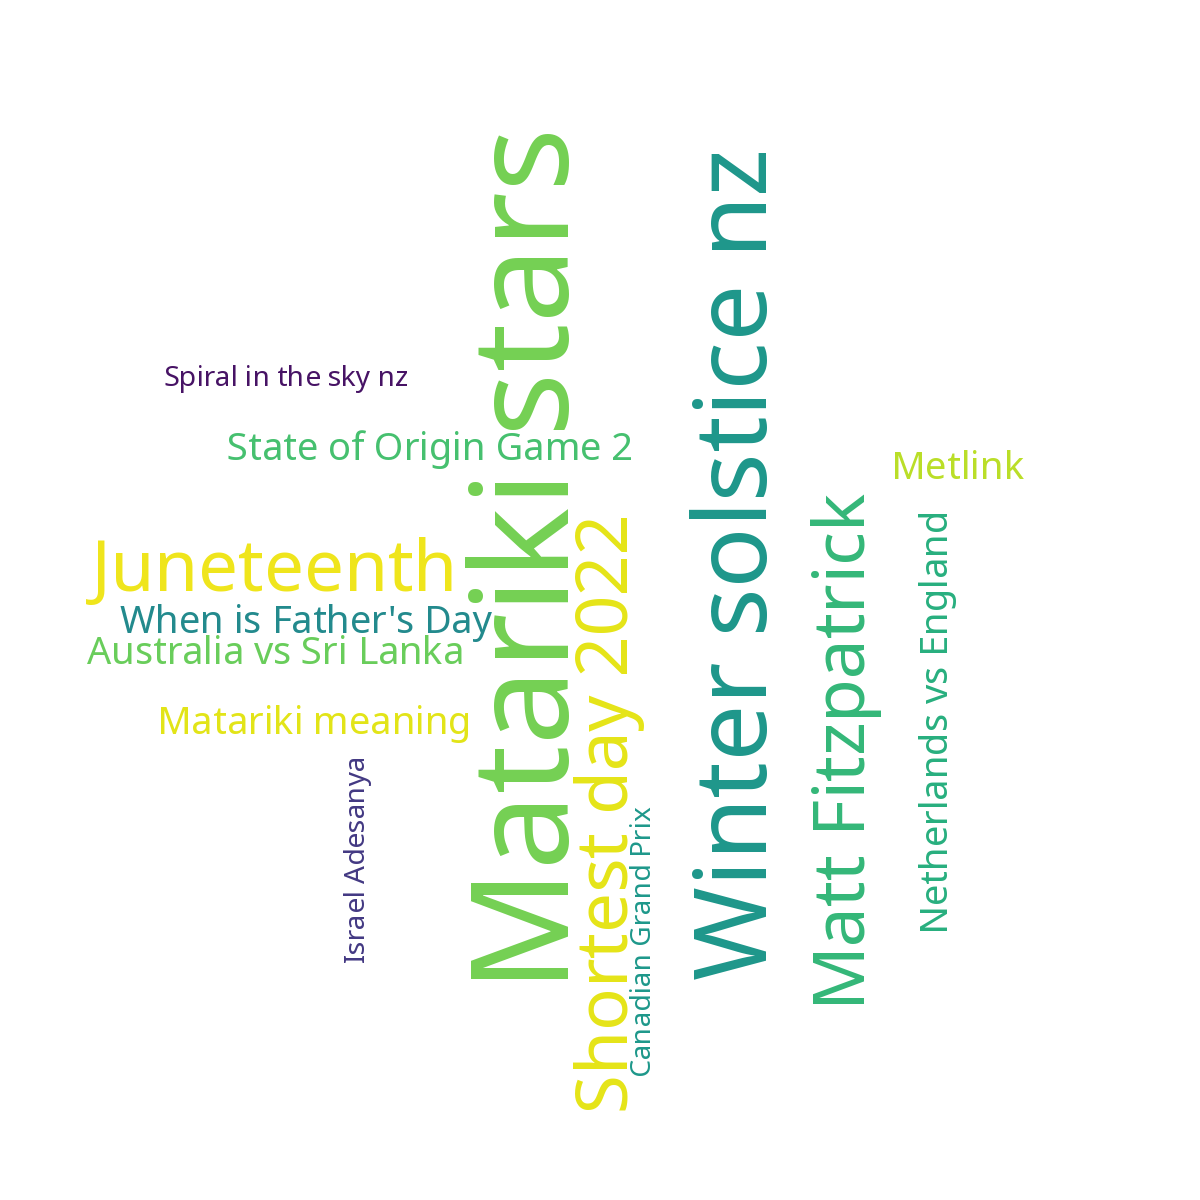 Matariki stars
Winter solstice nz
Spiral in the sky nz
State of Origin Game 2
Metlink
Juneteenth
When is Father's Day
Australia vs Sri Lanka
Matariki meaning
Shortest day 2022
Matt Fitzpatrick
Netherlands vs England
Israel Adesanya
Canadian Grand Prix